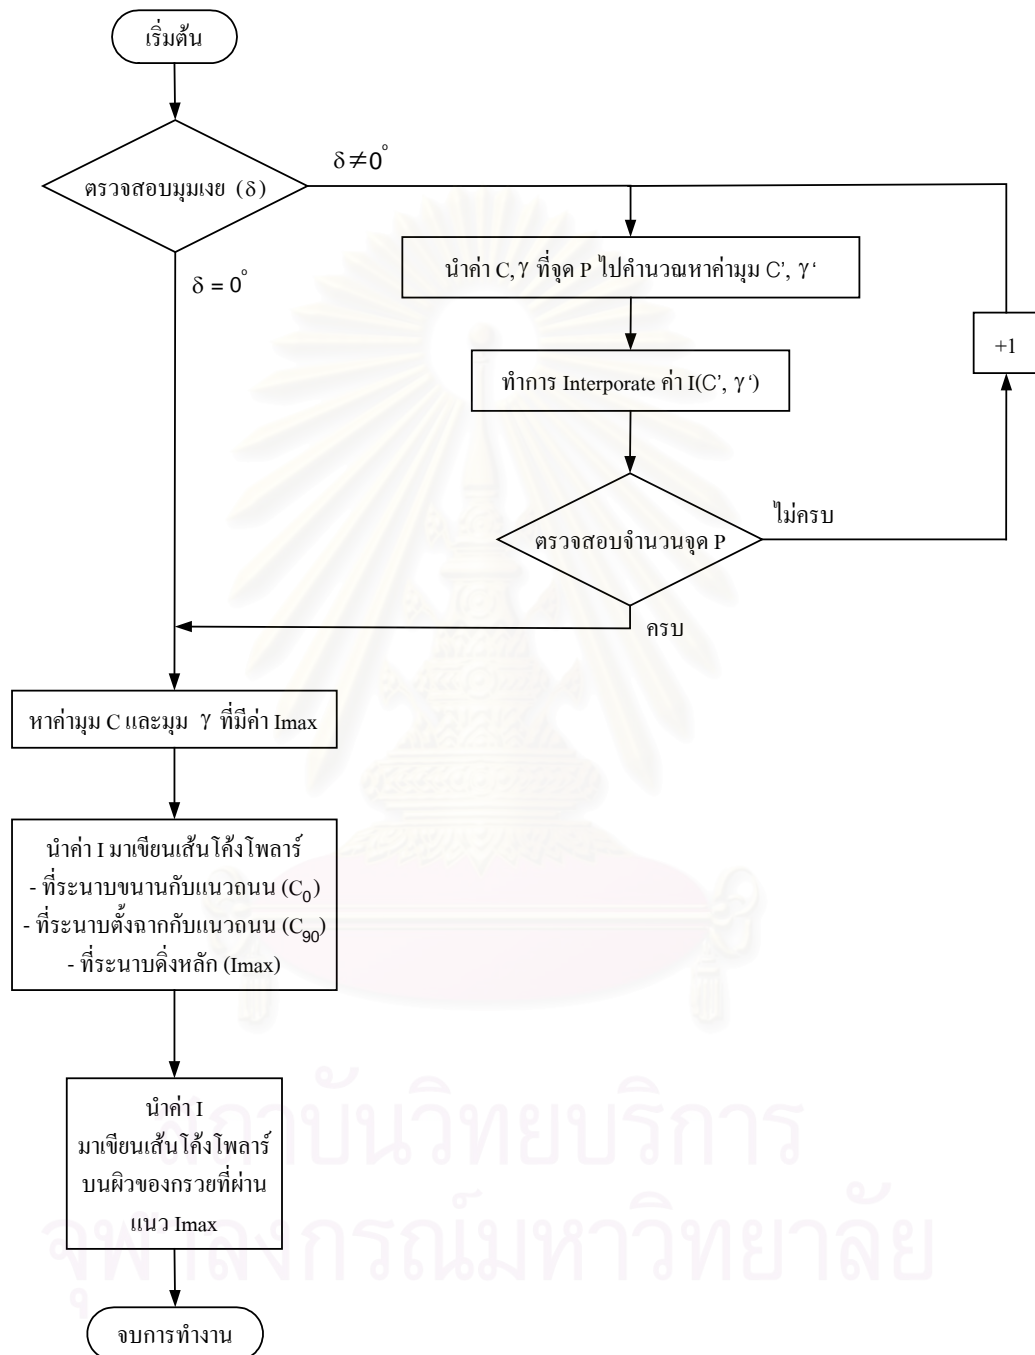 เริ่มต้น
ตรวจสอบมุมเงย (δ)
δ≠0°
δ = 0°
นำค่า C, γ ที่จุด P ไปคำนวณหาค่ามุม C', γ‘
+1
ทำการ Interporate ค่า I(C', γ‘)
ตรวจสอบจำนวนจุด P
ไม่ครบ
ครบ
หาค่ามุม C และมุม γ ที่มีค่า Imax
นำค่า I มาเขียนเส้นโค้งโพลาร์
- ที่ระนาบขนานกับแนวถนน (C0)
- ที่ระนาบตั้งฉากกับแนวถนน (C90)
- ที่ระนาบดิ่งหลัก (Imax)
นำค่า I
มาเขียนเส้นโค้งโพลาร์
บนผิวของกรวยที่ผ่าน
แนว Imax
จบการทำงาน
สถาบันวิทยบริการ
จุฬาลงกรณ์มหาวิทยาลัย